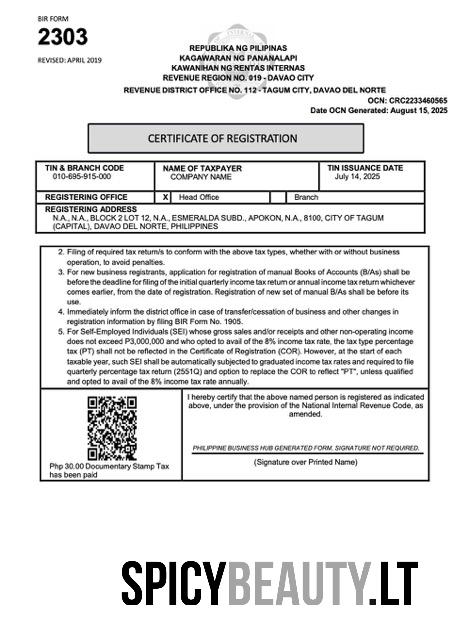 BIR FORM
2303
REVISED: APRIL 2019
REPUBLIKA NG PILIPINAS
KAGAWARAN NG PANANALAPI
KAWANIHAN NG RENTAS INTERNAS
REVENUE REGION NO. 019 - DAVAO CITY
REVENUE DISTRICT OFFICE NO. 112 - TAGUM CITY, DAVAO DEL NORTE
OCN: CRC2233460565
Date OCN Generated: August 15, 2025
CERTIFICATE OF REGISTRATION
TIN & BRANCH CODE NAME OF TAXPAYER TIN ISSUANCE DATE
010-695-915-000 COMPANY NAME July 14, 2025
REGISTERING OFFICE X Head Office Branch
REGISTERING ADDRESS
N.A., N.A., BLOCK 2 LOT 12, N.A., ESMERALDA SUBD., APOKON, N.A., 8100, CITY OF TAGUM
(CAPITAL), DAVAO DEL NORTE, PHILIPPINES
2. Filing of required tax return/s to conform with the above tax types, whether with or without business
operation, to avoid penalties.
3. For new business registrants, application for registration of manual Books of Accounts (B/As) shall be
before the deadline for filing of the initial quarterly income tax return or annual income tax return whichever
comes earlier, from the date of registration. Registration of new set of manual B/As shall be before its
use.
4. Immediately inform the district office in case of transfer/cessation of business and other changes in
registration information by filing BIR Form No. 1905.
5. For Self-Employed Individuals (SEI) whose gross sales and/or receipts and other non-operating income
does not exceed P3,000,000 and who opted to avail of the 8% income tax rate, the tax type percentage
tax (PT) shall not be reflected in the Certificate of Registration (COR). However, at the start of each
taxable year, such SEI shall be automatically subjected to graduated income tax rates and required to file
quarterly percentage tax return (2551Q) and option to replace the COR to reflect "PT", unless qualified
and opted to avail of the 8% income tax rate annually.
I hereby certify that the above named person is registered as indicated
above, under the provision of the National Internal Revenue Code, as
amended.
PHILIPPINE BUSINESS HUB GENERATED FORM. SIGNATURE NOT REQUIRED.
(Signature over Printed Name)
Php 30.00 Documentary Stamp Tax
has been paid
SPICYBEAUTY.LT